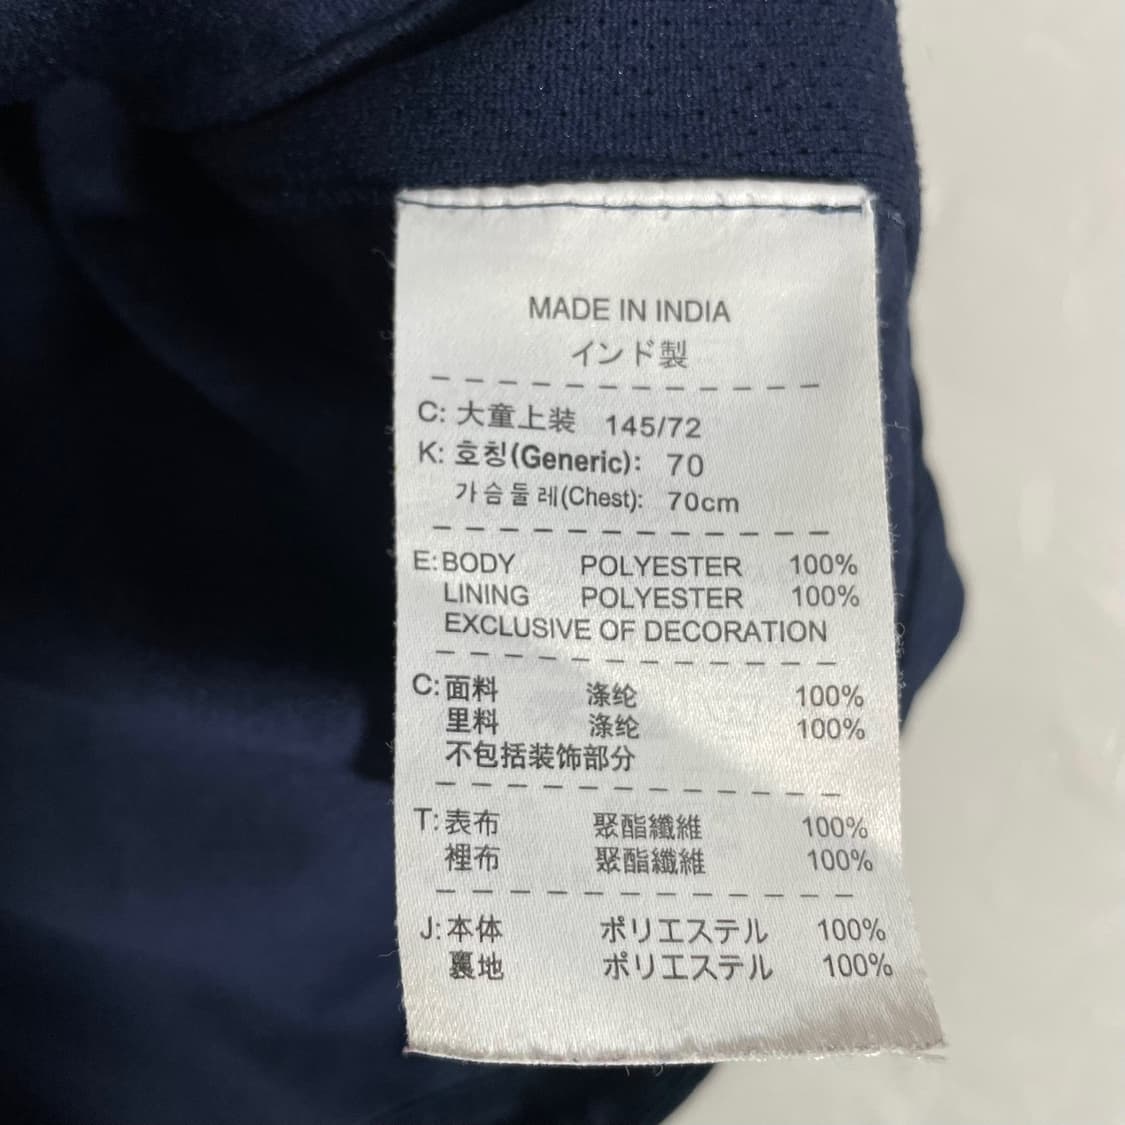 MADE IN INDIA
インド製
C: 大童上装 145/72
K: 호칭(Generic): 70
가슴둘레(Chest): 70cm
E: BODY POLYESTER 100%
LINING POLYESTER 100%
EXCLUSIVE OF DECORATION
C: 面料 涤纶 100%
里料 涤纶 100%
不包括装饰部分
T: 表布 聚酯纖維 100%
裡布 聚酯纖維 100%
J: 本体 ポリエステル 100%
裏地 ポリエステル 100%